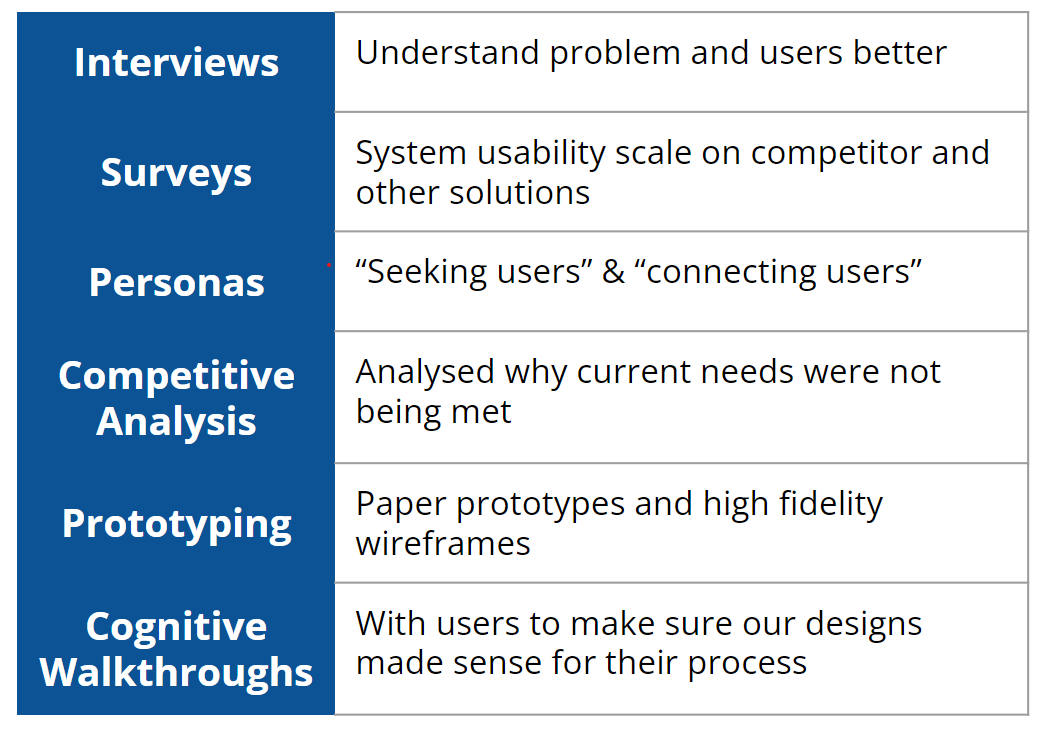 Interviews
Understand problem and users better
Surveys
System usability scale on competitor and
other solutions
Personas
“Seeking users” & “connecting users”
Competitive
Analysis
Analysed why current needs were not
being met
Prototyping
Paper prototypes and high fidelity
wireframes
Cognitive
Walkthroughs
With users to make sure our designs
made sense for their process